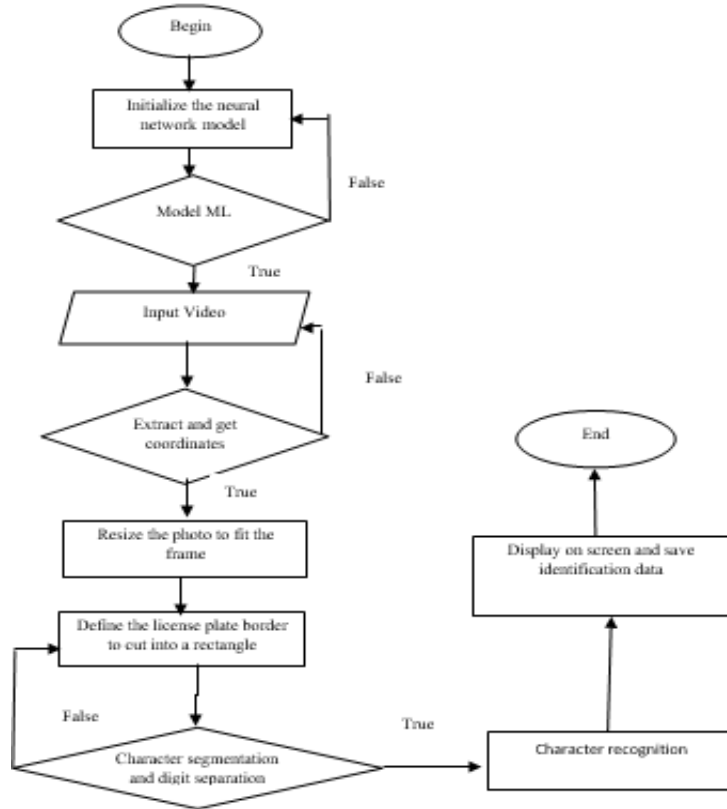 Begin
Initialize the neural
network model
False
Model ML
True
Input Video
False
Extract and get
coordinates
True
Resize the photo to fit the
frame
Define the license plate border
to cut into a rectangle
False
Character segmentation
and digit separation
True
Character recognition
Display on screen and save
identification data
End